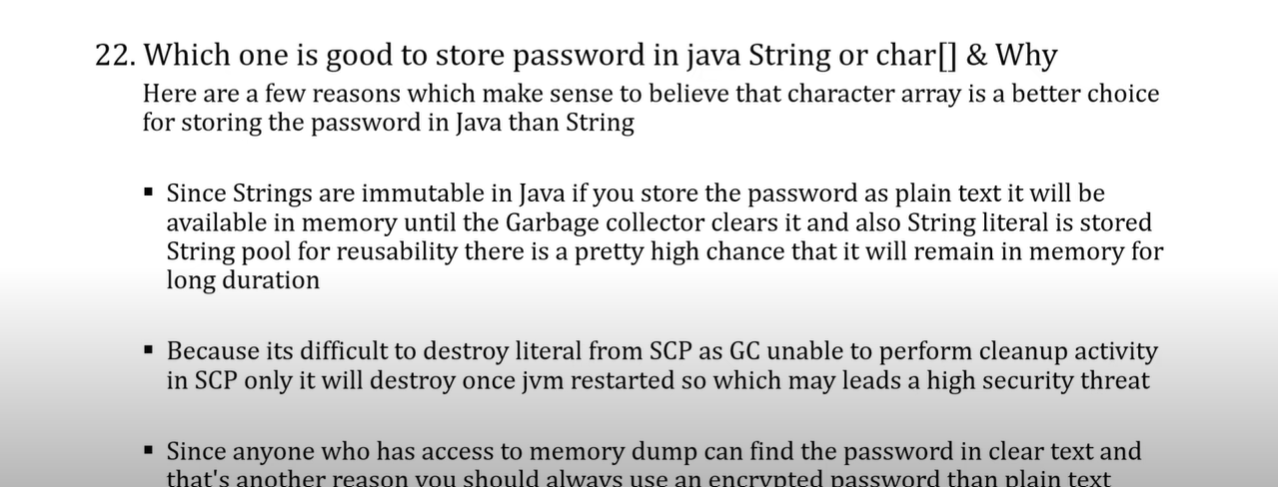 22. Which one is good to store password in java String or char[] & Why
Here are a few reasons which make sense to believe that character array is a better choice
for storing the password in Java than String
▪ Since Strings are immutable in Java if you store the password as plain text it will be
available in memory until the Garbage collector clears it and also String literal is stored
String pool for reusability there is a pretty high chance that it will remain in memory for
long duration
▪ Because its difficult to destroy literal from SCP as GC unable to perform cleanup activity
in SCP only it will destroy once jvm restarted so which may leads a high security threat
▪ Since anyone who has access to memory dump can find the password in clear text and
that's another reason you should always use an encrypted password than plain text